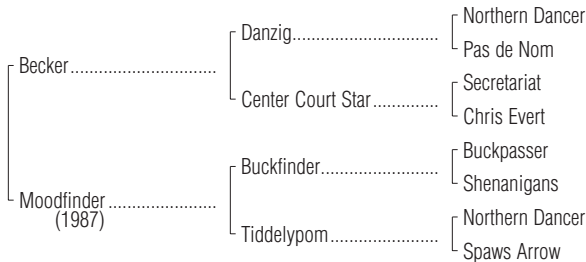 Northern Dancer
Danzig
Pas de Nom
Becker
Secretariat
Center Court Star
Chris Evert
Buckpasser
Buckfinder
Shenanigans
Moodfinder
(1987)
Northern Dancer
Tiddelypom
Spaws Arrow